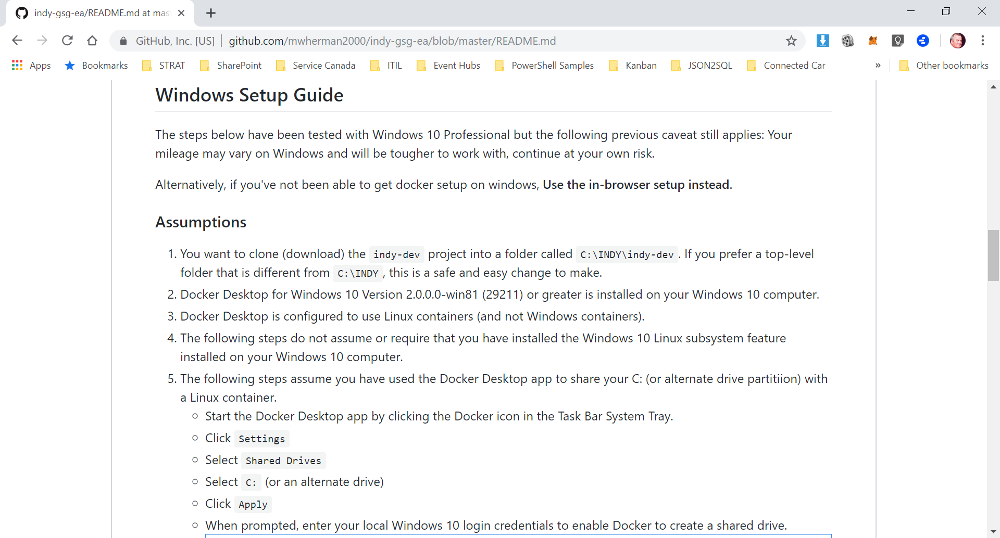 indy-gsg-ea/README.md at mas
GitHub, Inc. [US] github.com/mwherman2000/indy-gsg-ea/blob/master/README.md
Apps Bookmarks STRAT SharePoint Service Canada ITIL Event Hubs PowerShell Samples Kanban JSON2SQL Connected Car » Other bookmarks
Windows Setup Guide
The steps below have been tested with Windows 10 Professional but the following previous caveat still applies: Your
mileage may vary on Windows and will be tougher to work with, continue at your own risk.
Alternatively, if you've not been able to get docker setup on windows, Use the in-browser setup instead.
Assumptions
1. You want to clone (download) the indy-dev project into a folder called C:\INDY\indy-dev. If you prefer a top-level
folder that is different from C:\INDY, this is a safe and easy change to make.
2. Docker Desktop for Windows 10 Version 2.0.0.0-win81 (29211) or greater is installed on your Windows 10 computer.
3. Docker Desktop is configured to use Linux containers (and not Windows containers).
4. The following steps do not assume or require that you have installed the Windows 10 Linux subsystem feature
installed on your Windows 10 computer.
5. The following steps assume you have used the Docker Desktop app to share your C: (or alternate drive partitiion) with
a Linux container.
Start the Docker Desktop app by clicking the Docker icon in the Task Bar System Tray.
Click Settings
Select Shared Drives
Select C: (or an alternate drive)
Click Apply
When prompted, enter your local Windows 10 login credentials to enable Docker to create a shared drive.